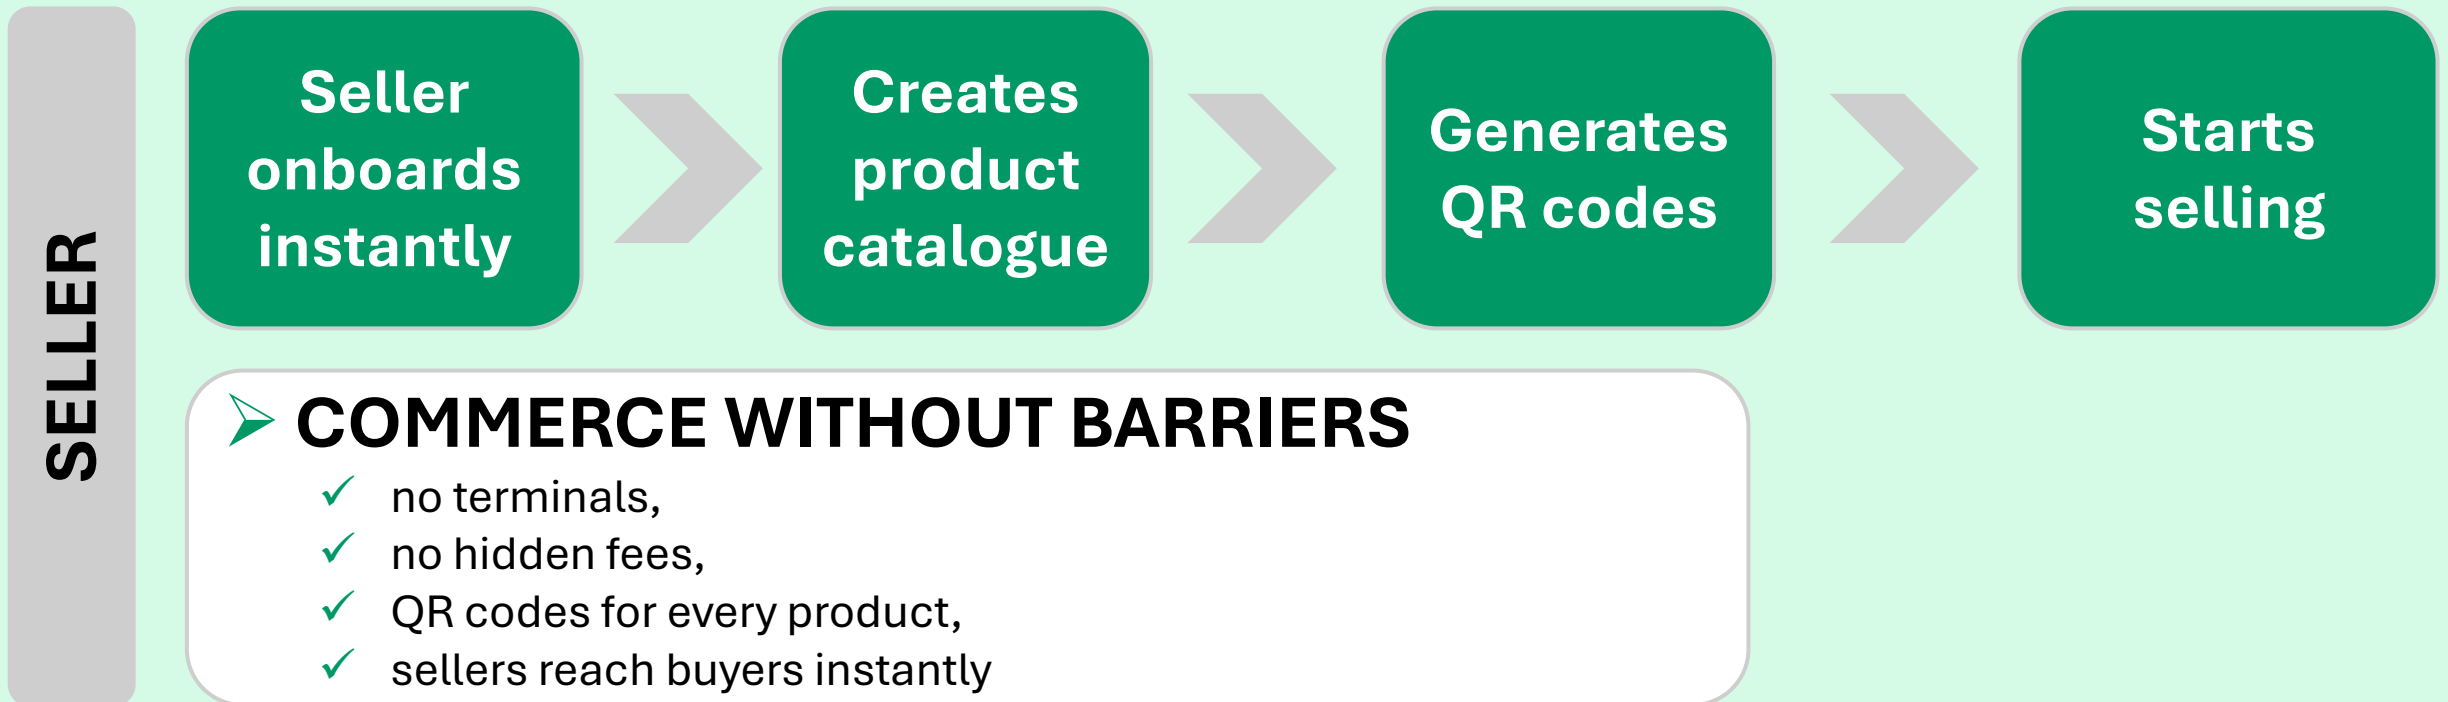 SELLER
Seller
onboards
instantly
Creates
product
catalogue
Generates
QR codes
Starts
selling
COMMERCE WITHOUT BARRIERS
no terminals,
no hidden fees,
QR codes for every product,
sellers reach buyers instantly